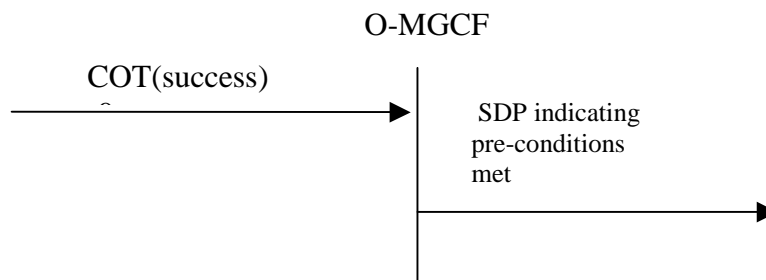 O-MGCF
COT(success)
SDP indicating
pre-conditions
met